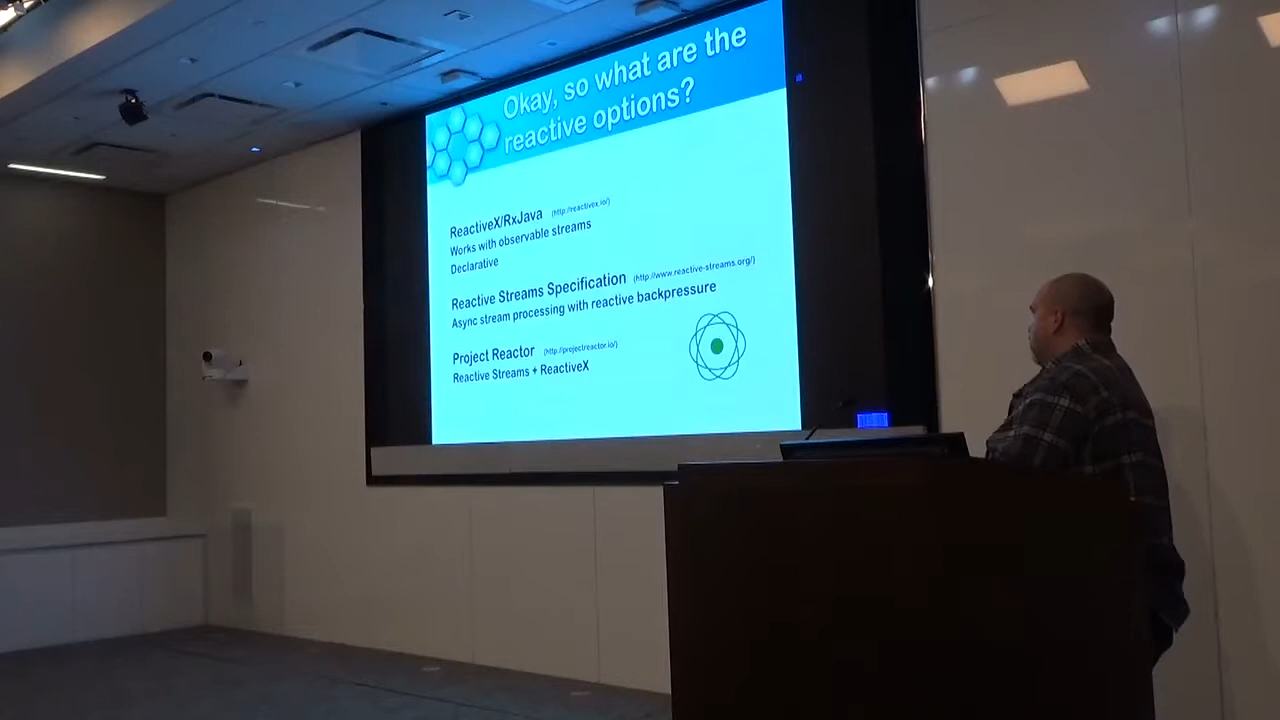 Okay, so what are the
reactive options?
ReactiveX/RxJava (http://reactivex.io/)
Works with observable streams
Declarative
Reactive Streams Specification (http://www.reactive-streams.org/)
Async stream processing with reactive backpressure
Project Reactor (http://projectreactor.io/)
Reactive Streams + ReactiveX